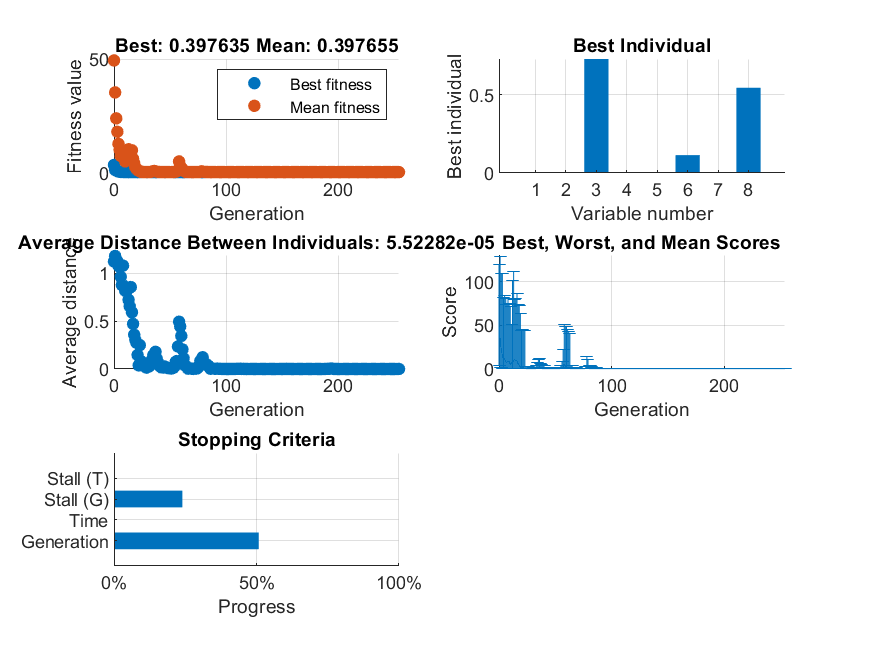 Best: 0.397635 Mean: 0.397655
Fitness value
50
0
Best fitness
Mean fitness
0 100 200
Generation
Best Individual
Best individual
0.5
0
1 2 3 4 5 6 7 8
Variable number
Average Distance Between Individuals: 5.52282e-05
Average distance
1
0.5
0
0 100 200
Generation
Best, Worst, and Mean Scores
Score
100
50
0
0 100 200
Generation
Stopping Criteria
Stall (T)
Stall (G)
Time
Generation
0% 50% 100%
Progress